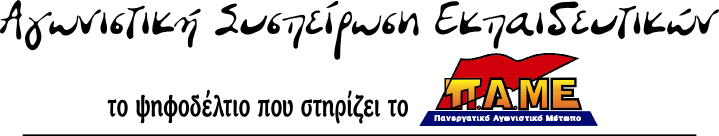 Αγωνιστική Συσπείρωση Εκπαιδευτικών
το ψηφοδέλτιο που στηρίζει το Π.Α.ΜΕ
Πανεργατικό Αγωνιστικό Μέτωπο